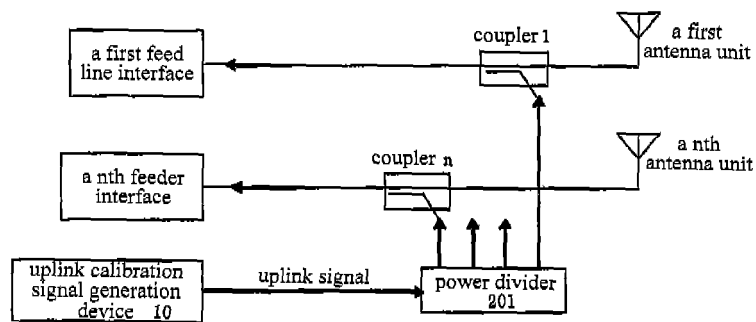 coupler 1
a first
antenna unit
a first feed
line interface
coupler n
a nth
antenna unit
a nth feeder
interface
uplink calibration
signal generation
device 10
uplink signal
power divider
201